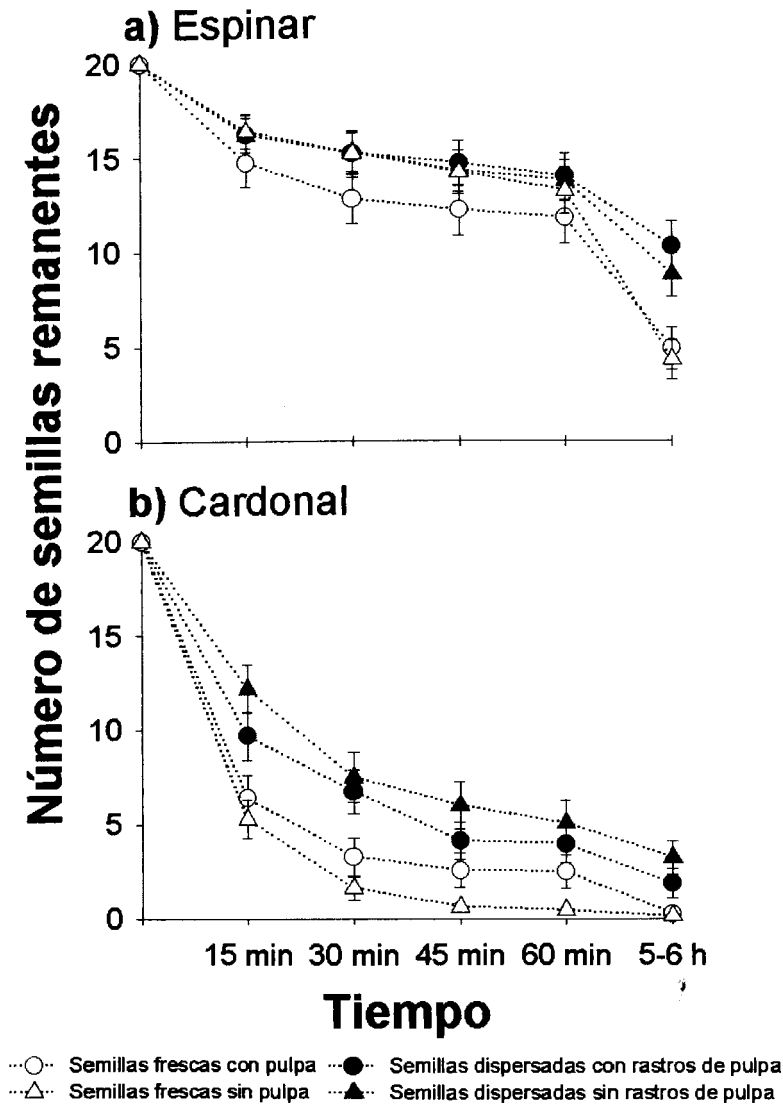 a) Espinar
Número de semillas remanentes
20
15
10
5
0
b) Cardonal
20
15
10
5
0
15 min 30 min 45 min 60 min 5-6 h
Tiempo
Semillas frescas con pulpa Semillas dispersadas con rastros de pulpa
Semillas frescas sin pulpa Semillas dispersadas sin rastros de pulpa